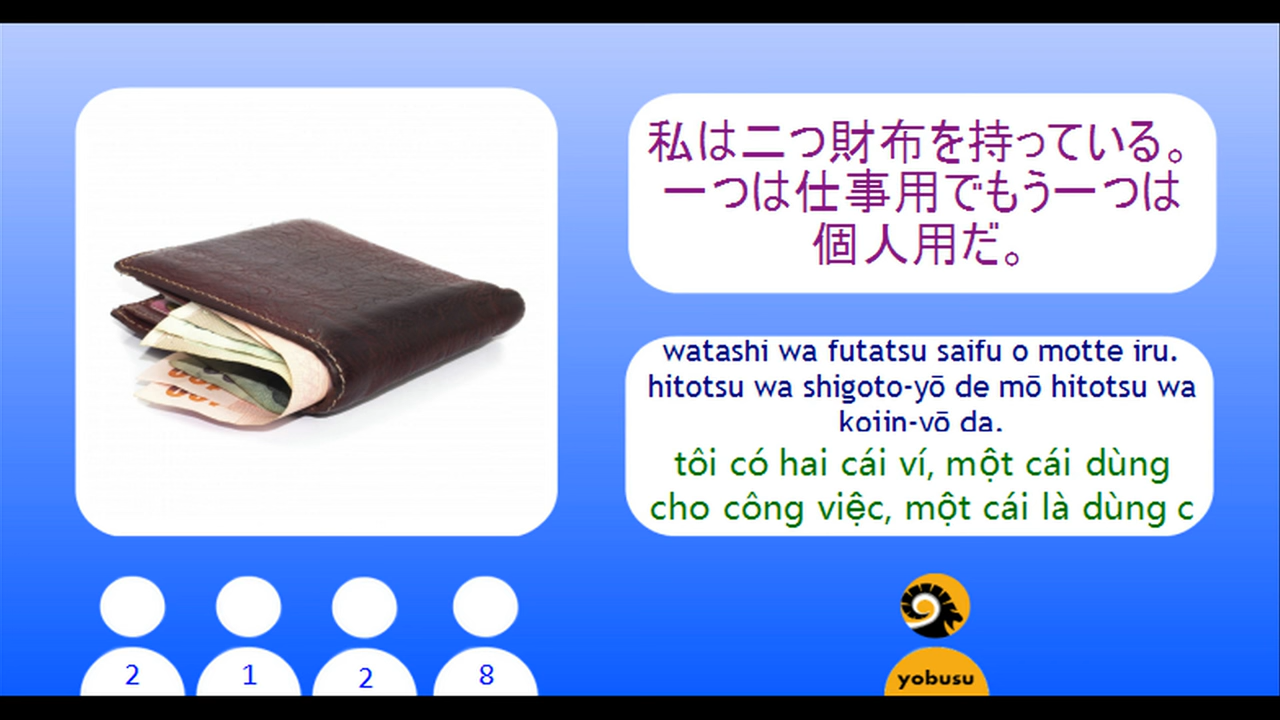 私は二つ財布を持っている。
一つは仕事用でもう一つは
個人用だ。
watashi wa futatsu saifu o motte iru.
hitotsu wa shigoto-yō de mō hitotsu wa
kojin-yō da.
tôi có hai cái ví, một cái dùng
cho công việc, một cái là dùng c
2 1 2 8
yobusu